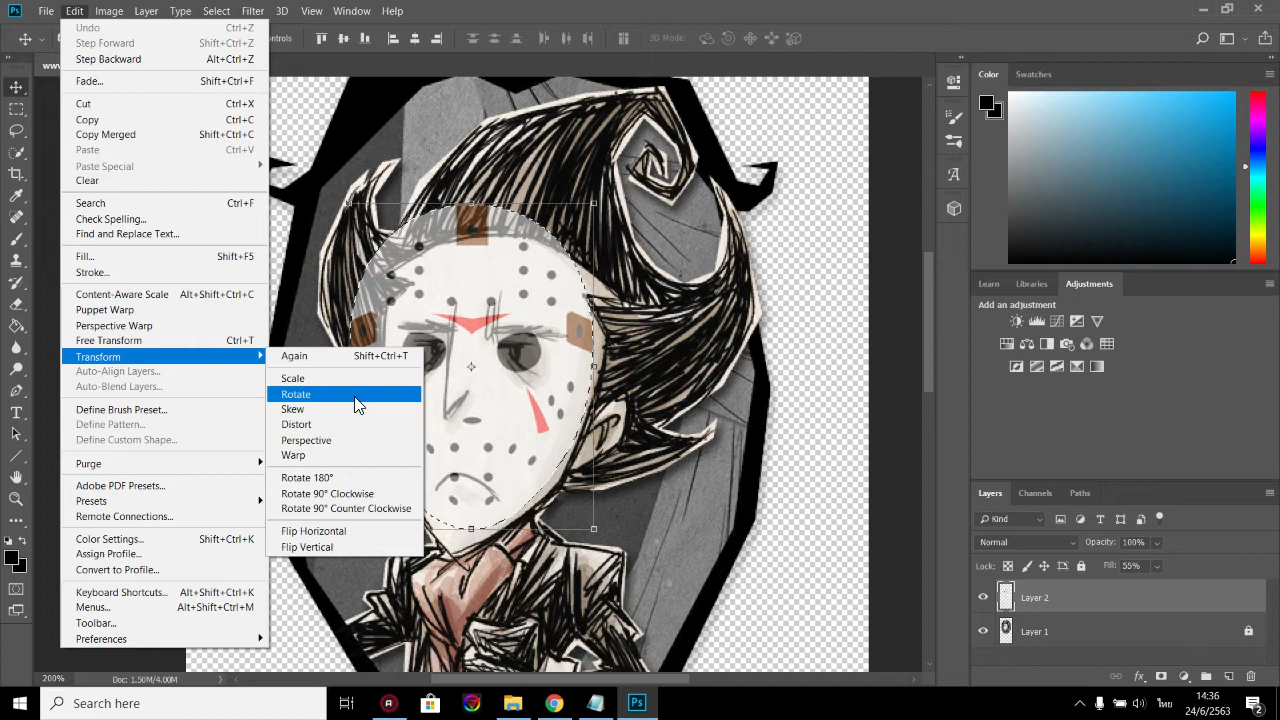 Ps File Edit Image Layer Type Select Filter 3D View Window Help
Undo Ctrl+Z
Step Forward Shift+Ctrl+Z
Step Backward Alt+Ctrl+Z
Fade... Shift+Ctrl+F
Cut Ctrl+X
Copy Ctrl+C
Copy Merged Shift+Ctrl+C
Paste Ctrl+V
Paste Special
Clear
Search Ctrl+F
Check Spelling...
Find and Replace Text...
Fill... Shift+F5
Stroke...
Content-Aware Scale Alt+Shift+Ctrl+C
Puppet Warp
Perspective Warp
Free Transform Ctrl+T
Transform
Auto-Align Layers...
Auto-Blend Layers...
Define Brush Preset...
Define Pattern...
Define Custom Shape...
Purge
Adobe PDF Presets...
Presets
Remote Connections...
Color Settings... Shift+Ctrl+K
Assign Profile...
Convert to Profile...
Keyboard Shortcuts... Alt+Shift+Ctrl+K
Menus... Alt+Shift+Ctrl+M
Toolbar...
Preferences
Again Shift+Ctrl+T
Scale
Rotate
Skew
Distort
Perspective
Warp
Rotate 180°
Rotate 90° Clockwise
Rotate 90° Counter Clockwise
Flip Horizontal
Flip Vertical
3D Mode:
Color Swatches
Learn Libraries Adjustments
Add an adjustment
Layers Channels Paths
Kind
Normal Opacity: 100%
Lock: Fill: 55%
Layer 2
Layer 1
200% Doc: 1.50M/4.00M
Search here
Ps
ไทย
14:36
24/6/2563
2